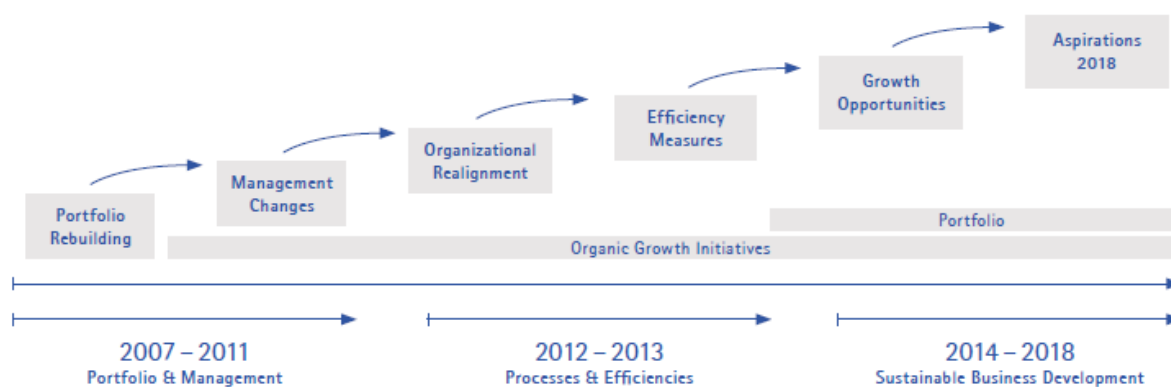 Aspirations
2018
Growth
Opportunities
Efficiency
Measures
Organizational
Realignment
Management
Changes
Portfolio
Rebuilding
Portfolio
Organic Growth Initiatives
2007 – 2011
Portfolio & Management
2012 – 2013
Processes & Efficiencies
2014 – 2018
Sustainable Business Development